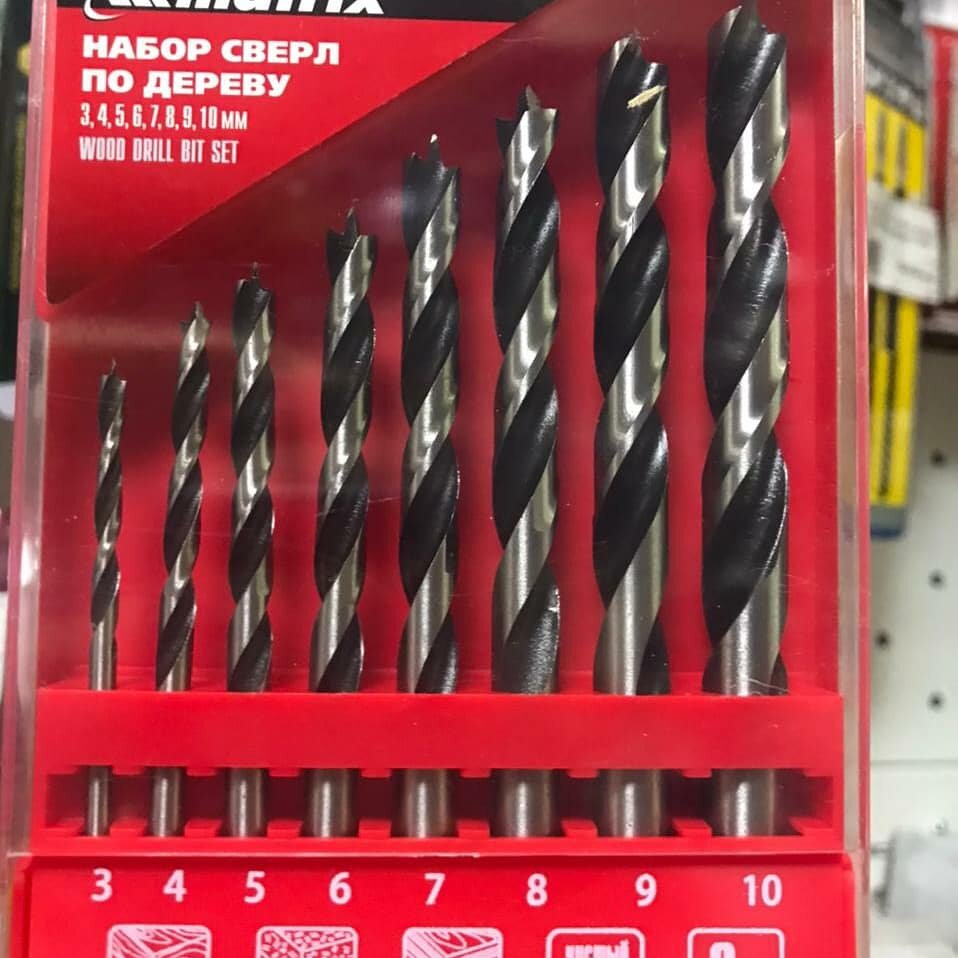 matrix
НАБОР СВЕРЛ
ПО ДЕРЕВУ
3, 4, 5, 6, 7, 8, 9, 10 ММ
WOOD DRILL BIT SET
3 4 5 6 7 8 9 10